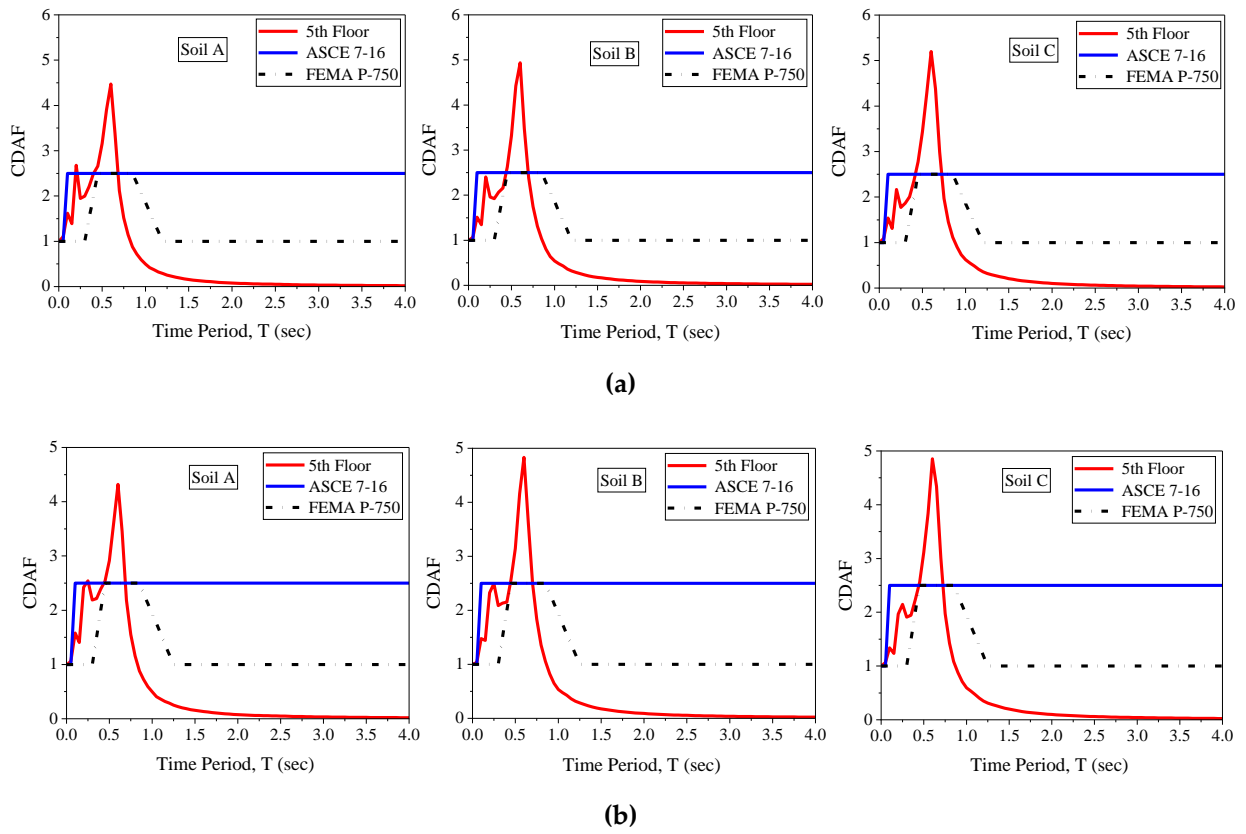 6
5
4
3
2
1
0
CDAF
Soil A
5th Floor
ASCE 7-16
FEMA P-750
0.0 0.5 1.0 1.5 2.0 2.5 3.0 3.5 4.0
Time Period, T (sec)
6
5
4
3
2
1
0
CDAF
Soil B
5th Floor
ASCE 7-16
FEMA P-750
0.0 0.5 1.0 1.5 2.0 2.5 3.0 3.5 4.0
Time Period, T (sec)
6
5
4
3
2
1
0
CDAF
Soil C
5th Floor
ASCE 7-16
FEMA P-750
0.0 0.5 1.0 1.5 2.0 2.5 3.0 3.5 4.0
Time Period, T (sec)
(a)
5
4
3
2
1
0
CDAF
Soil A
5th Floor
ASCE 7-16
FEMA P-750
0.0 0.5 1.0 1.5 2.0 2.5 3.0 3.5 4.0
Time Period, T (sec)
5
4
3
2
1
0
CDAF
Soil B
5th Floor
ASCE 7-16
FEMA P-750
0.0 0.5 1.0 1.5 2.0 2.5 3.0 3.5 4.0
Time Period, T (sec)
5
4
3
2
1
0
CDAF
Soil C
5th Floor
ASCE 7-16
FEMA P-750
0.0 0.5 1.0 1.5 2.0 2.5 3.0 3.5 4.0
Time Period, T (sec)
(b)